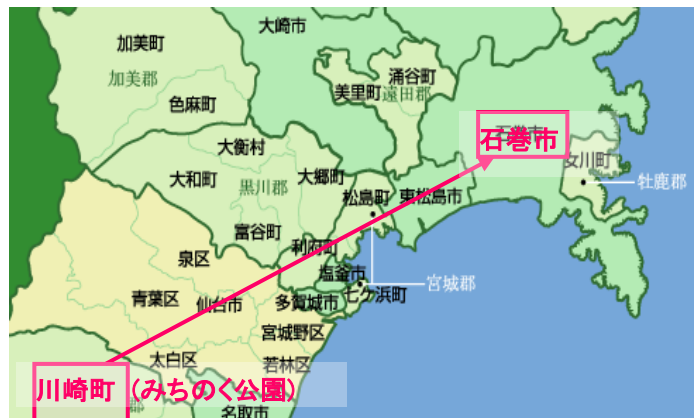 加美町
加美郡
色麻町
大崎市
涌谷町
美里町
遠田郡
石巻市
女川町
牡鹿郡
大衡村
大和町
大郷町
黒川郡
松島町
東松島市
富谷町
利府町
泉区
塩釜市
宮城郡
青葉区
仙台市
多賀城市
七ケ浜町
宮城野区
太白区
若林区
川崎町 (みちのく公園)
郡
名取市